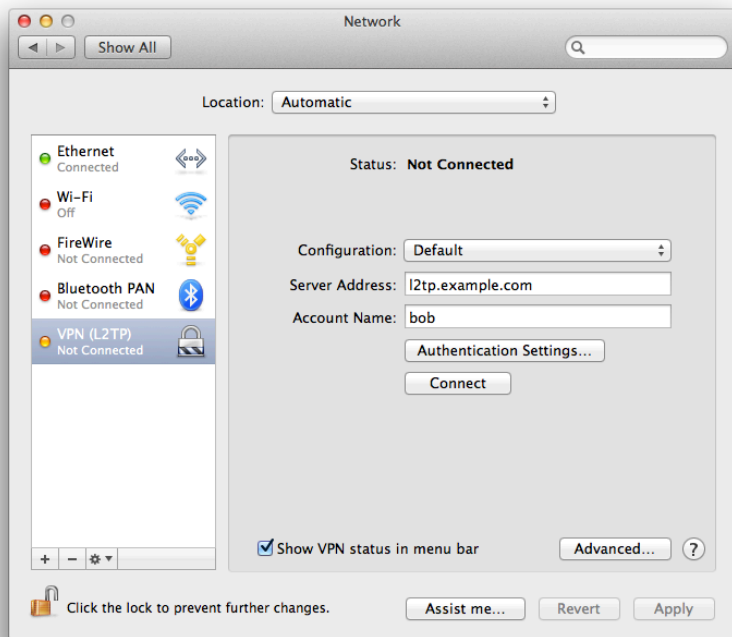 Network
Show All
Location: Automatic
Ethernet
Connected
Wi-Fi
Off
FireWire
Not Connected
Bluetooth PAN
Not Connected
VPN (L2TP)
Not Connected
Status: Not Connected
Configuration: Default
Server Address: l2tp.example.com
Account Name: bob
Authentication Settings...
Connect
Show VPN status in menu bar
Advanced...
?
Click the lock to prevent further changes.
Assist me...
Revert
Apply